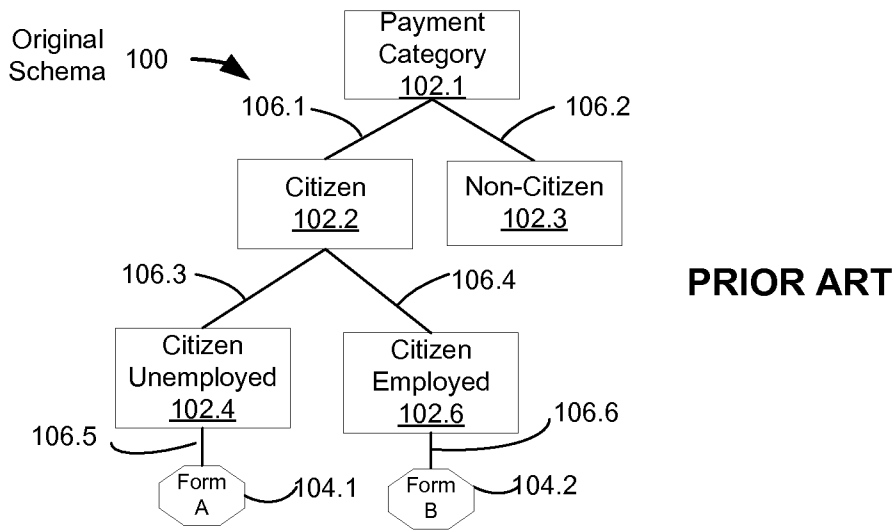 Original
Schema 100
Payment
Category
102.1
106.1
106.2
Citizen
102.2
Non-Citizen
102.3
106.3
106.4
PRIOR ART
Citizen
Unemployed
102.4
Citizen
Employed
102.6
106.5
106.6
Form
A
104.1
Form
B
104.2